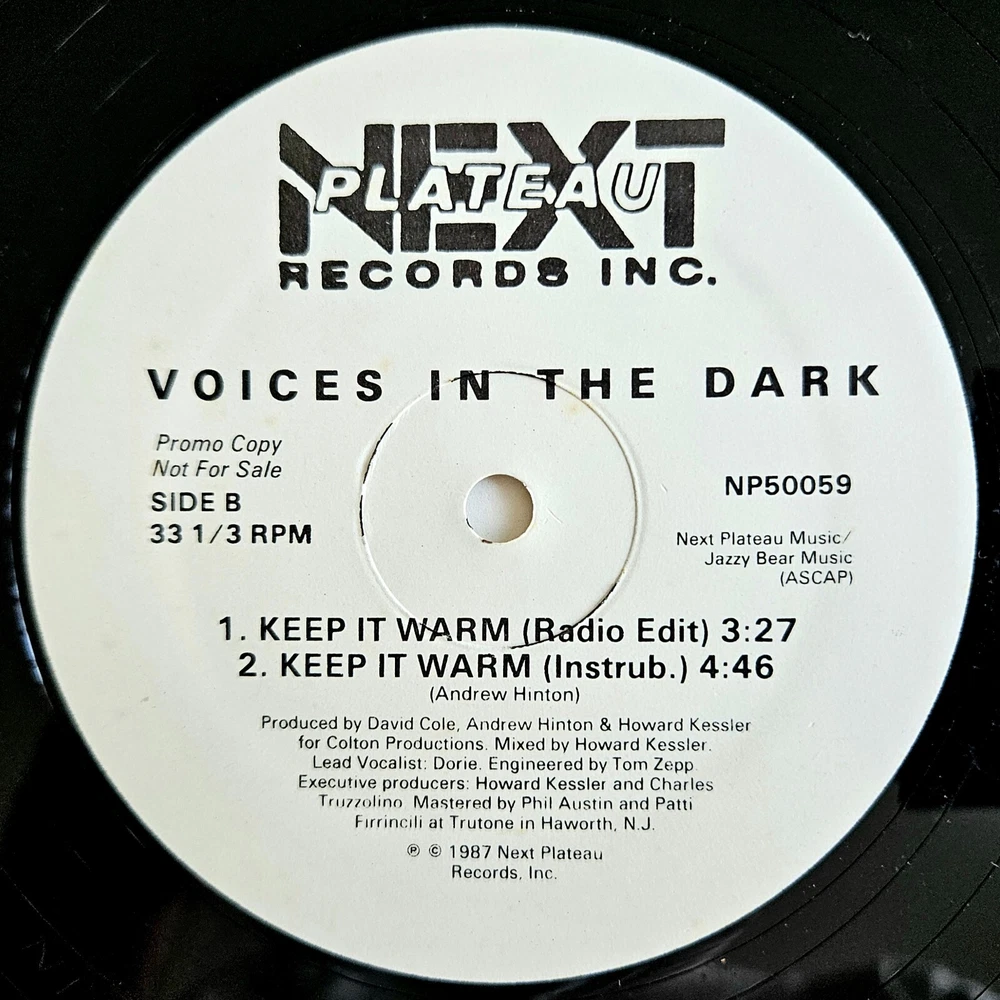 NEXT
PLATEAU
RECORDS INC.
VOICES IN THE DARK
Promo Copy
Not For Sale
SIDE B
33 1/3 RPM
NP50059
Next Plateau Music/
Jazzy Bear Music
(ASCAP)
1. KEEP IT WARM (Radio Edit) 3:27
2. KEEP IT WARM (Instrub.) 4:46
(Andrew Hinton)
Produced by David Cole, Andrew Hinton & Howard Kessler
for Colton Productions. Mixed by Howard Kessler.
Lead Vocalist: Dorie. Engineered by Tom Zepp.
Executive producers: Howard Kessler and Charles
Truzzolino. Mastered by Phil Austin and Patti
Firrincili at Trutone in Haworth, N.J.
℗ © 1987 Next Plateau
Records, Inc.